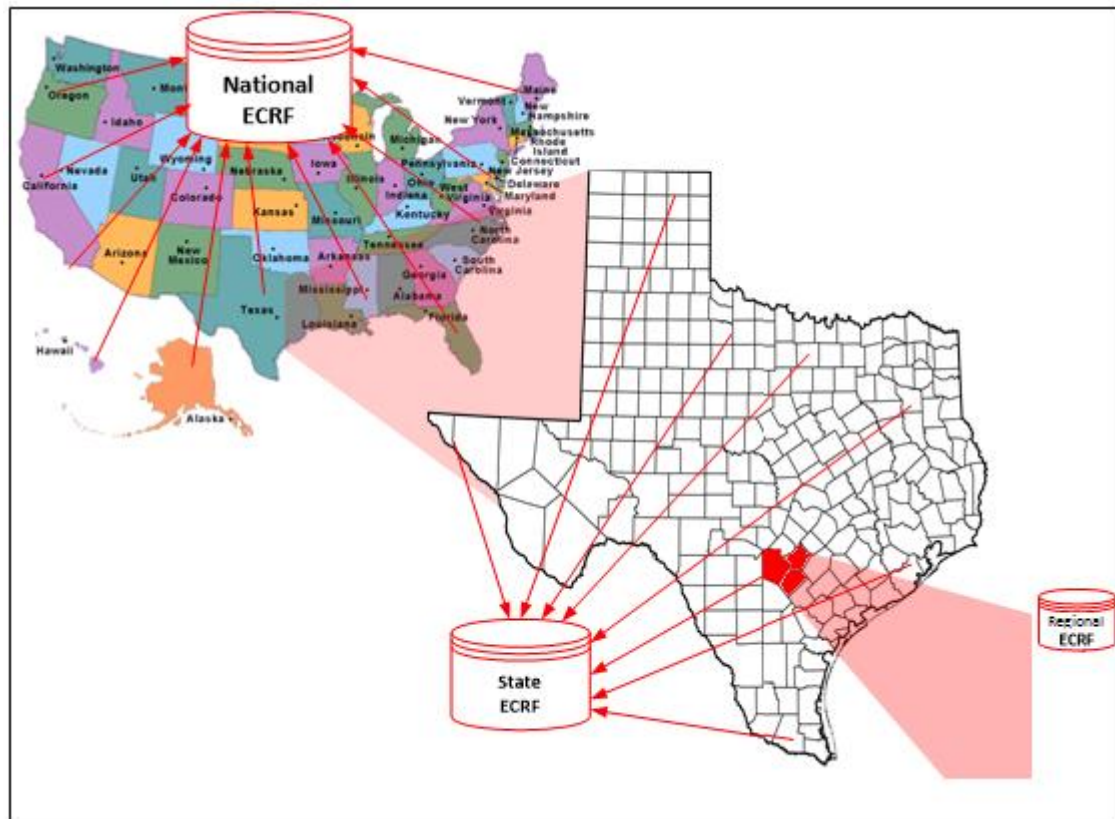 National
ECRF
Washington
Oregon
Mont
Idaho
Wyoming
Nevada
California
Utah
Colorado
Nebraska
Kansas
Iowa
Illinois
Missouri
Arizona
New
Mexico
Oklahoma
Arkansas
Texas
Louisiana
Mississippi
Alabama
Georgia
Florida
Tennessee
Kentucky
Indiana
Ohio
Michigan
West
Virginia
Virginia
North
Carolina
South
Carolina
Pennsylvania
New York
Vermont
Maine
New
Hampshire
Massachusetts
Rhode
Island
Connecticut
New Jersey
Delaware
Maryland
Hawaii
Alaska
State
ECRF
Regional
ECRF